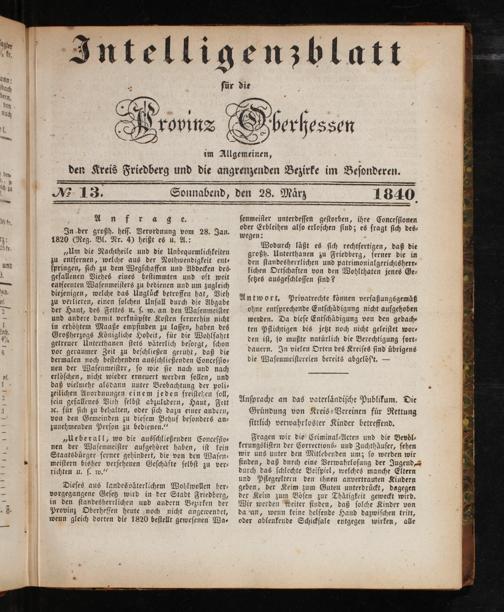 Intelligenzblatt
für die
Provinz Oberhessen
im Allgemeinen,
den Kreis Friedberg und die angrenzenden Bezirke im Besonderen.
№ 13. Sonnabend, den 28. März 1840.
Anfrage.
In der großh. hess. Verordnung vom 28. Jan.
1820 (Reg. Bl. Nr. 4) heißt es u. A.:
„Um die Nachtheile und die Unbequemlichkeit
zu entfernen, welche aus der Nothwendigkeit ent-
springen, sich zu den Wegschaffen und Abdecken des
gefallenen Viehes eines bestimmten und oft weit
entfernten Wasenmeisters zu bedienen und um zugleich
diejenigen, welche das Unglück betroffen hat, Vieh
zu verlieren, einen solchen Unfall durch die Abgabe
der Haut, des Fettes u. s. w. an den Wasenmeister
und andere damit verknüpfte Kosten fernerhin nicht
in erhöhtem Maaße empfinden zu lassen, haben des
Großherzogs Königliche Hoheit, für die Wohlfahrt
getreuer Unterthanen stets väterlich besorgt, schon
vor geraumer Zeit zu beschließen geruht, daß die
dermalen noch bestehenden ausschließenden Concessio-
nen der Wasenmeister, so wie sie nach und nach
erlöschen, nicht wieder erneuert werden sollen, und
daß vielmehr alsdann unter Beobachtung der poli-
zeilichen Anordnungen einem jeden freistehen soll,
sein gefallenes Vieh selbst abzuledern, Haut, Fett
ꝛc. für sich zu behalten, oder sich dazu einer andern,
von den Gemeinden zu diesem Behuf besonders an-
zunehmenden Person zu bedienen.“
„Ueberall, wo die ausschließenden Concessio-
nen der Wasenmeister aufgehört haben, ist kein
Staatsbürger ferner gehindert, die von den Wasen-
meistern bisher versehenen Geschäfte selbst zu ver-
richten u. s. w.“
Dieses aus landesväterlichem Wohlwollen her-
vorgegangene Gesetz wird in der Stadt Friedberg,
in den standesherrlichen und andern Bezirken der
Provinz Oberhessen heute noch nicht angewendet,
wenn gleich dorten die 1820 bestellt gewesenen Wa-
senmeister unterdessen gestorben, ihre Concessionen
oder Erbleihen also erloschen sind; es fragt sich des-
wegen:
Wodurch läßt es sich rechtfertigen, daß die
großh. Unterthanen zu Friedberg, ferner die in
den standesherrlichen und patrimonialgerichtsherr-
lichen Ortschaften von den Wohlthaten jenes Ge-
setzes ausgeschlossen sind?
Antwort. Privatrechte können verfassungsgemäß
ohne entsprechende Entschädigung nicht aufgehoben
werden. Da diese Entschädigung von den gedach-
ten Pflichtigen bis jetzt noch nicht geleistet wor-
den ist, so mußte natürlich die Berechtigung fort-
dauern. In vielen Orten des Kreises sind übrigens
die Wasenmeistereien bereits abgelöst. —
Ansprache an das vaterländische Publikum. Die
Gründung von Kreis-Vereinen für Rettung
sittlich verwahrloster Kinder betreffend.
Fragen wir die Criminal-Acten und die Bevöl-
kerungslisten der Corrections- und Zuchthäuser, sehen
wir uns unter den Mitlebenden um; so werden wir
finden, daß durch eine Verwahrlosung der Jugend,
durch das schlechte Beispiel, welches manche Eltern
und Pflegeeltern den ihnen anvertrauten Kindern
geben, der Keim zum Guten unterdrückt, dagegen
der Keim zum Bösen zur Thätigkeit geweckt wird.
Wir werden weiter finden, daß solche Kinder von
da an, wenn keine helfende Hand dazwischen tritt,
oder ablenkende Schicksale entgegen wirken, alle